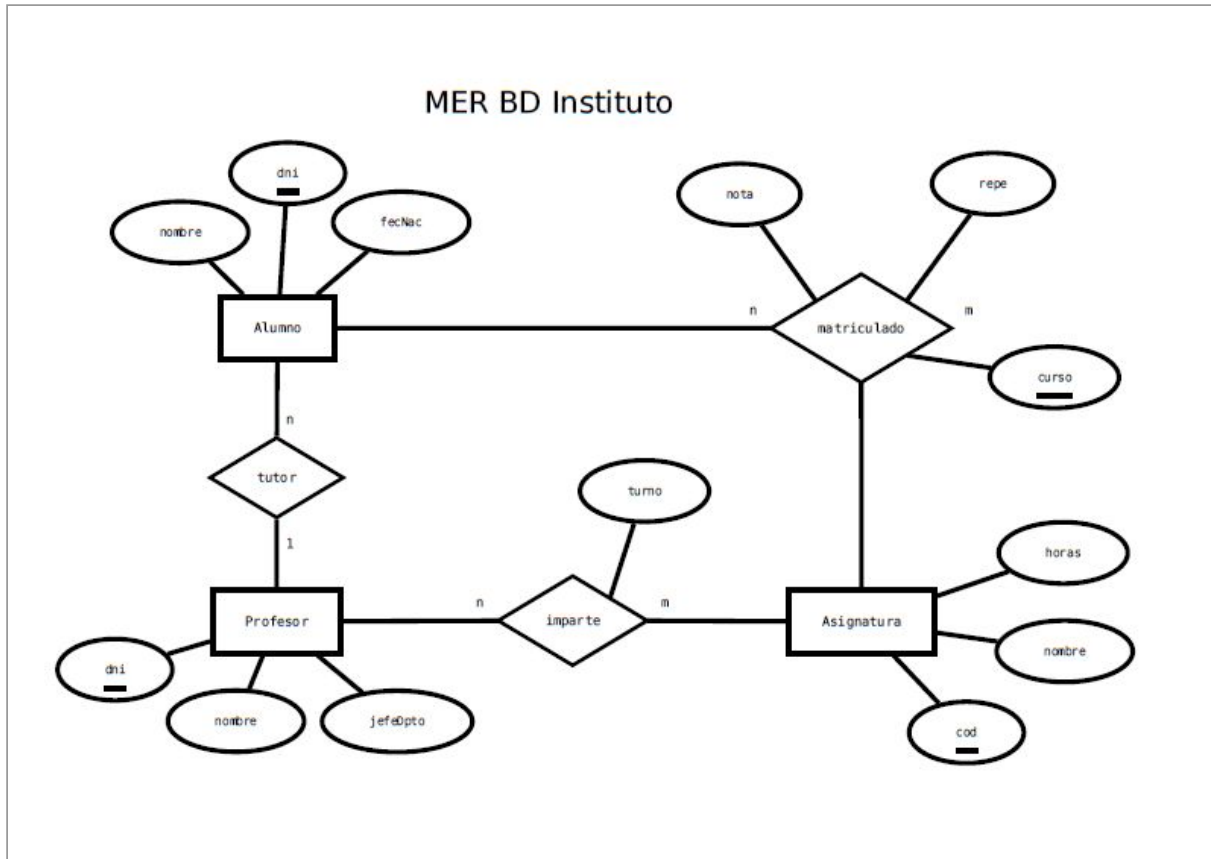 MER BD Instituto
dni
nombre
fecNac
Alumno
nota
repe
n
matriculado
m
curso
n
tutor
1
turno
Profesor
n
imparte
m
Asignatura
horas
nombre
cod
dni
nombre
jefeDpto